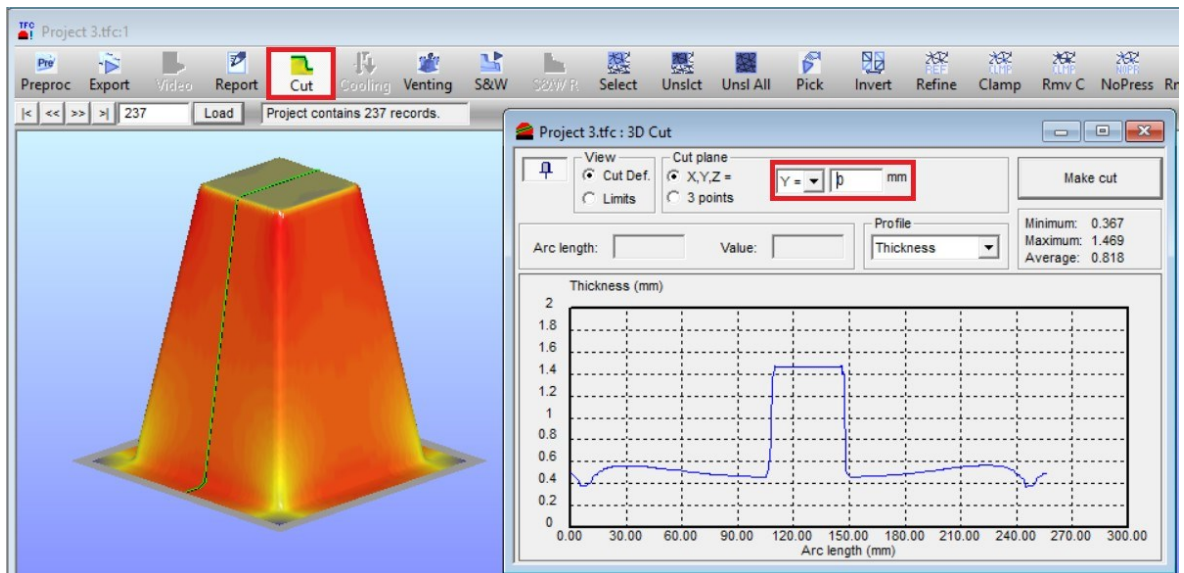 TFC Project 3.tfc:1
Pre
Preproc Export Video Report Cut Cooling Venting S&W S&W R Select Unslct Unsl All Pick Invert Refine Clamp Rmv C NoPress Rn
|< << >> >| 237 Load Project contains 237 records.
Project 3.tfc : 3D Cut
View Cut plane
Cut Def. X,Y,Z = Y = 0 mm Make cut
Limits 3 points
Profile
Arc length: Value: Thickness
Minimum: 0.367
Maximum: 1.469
Average: 0.818
Thickness (mm)
2
1.8
1.6
1.4
1.2
1
0.8
0.6
0.4
0.2
0
0.00 30.00 60.00 90.00 120.00 150.00 180.00 210.00 240.00 270.00 300.00
Arc length (mm)